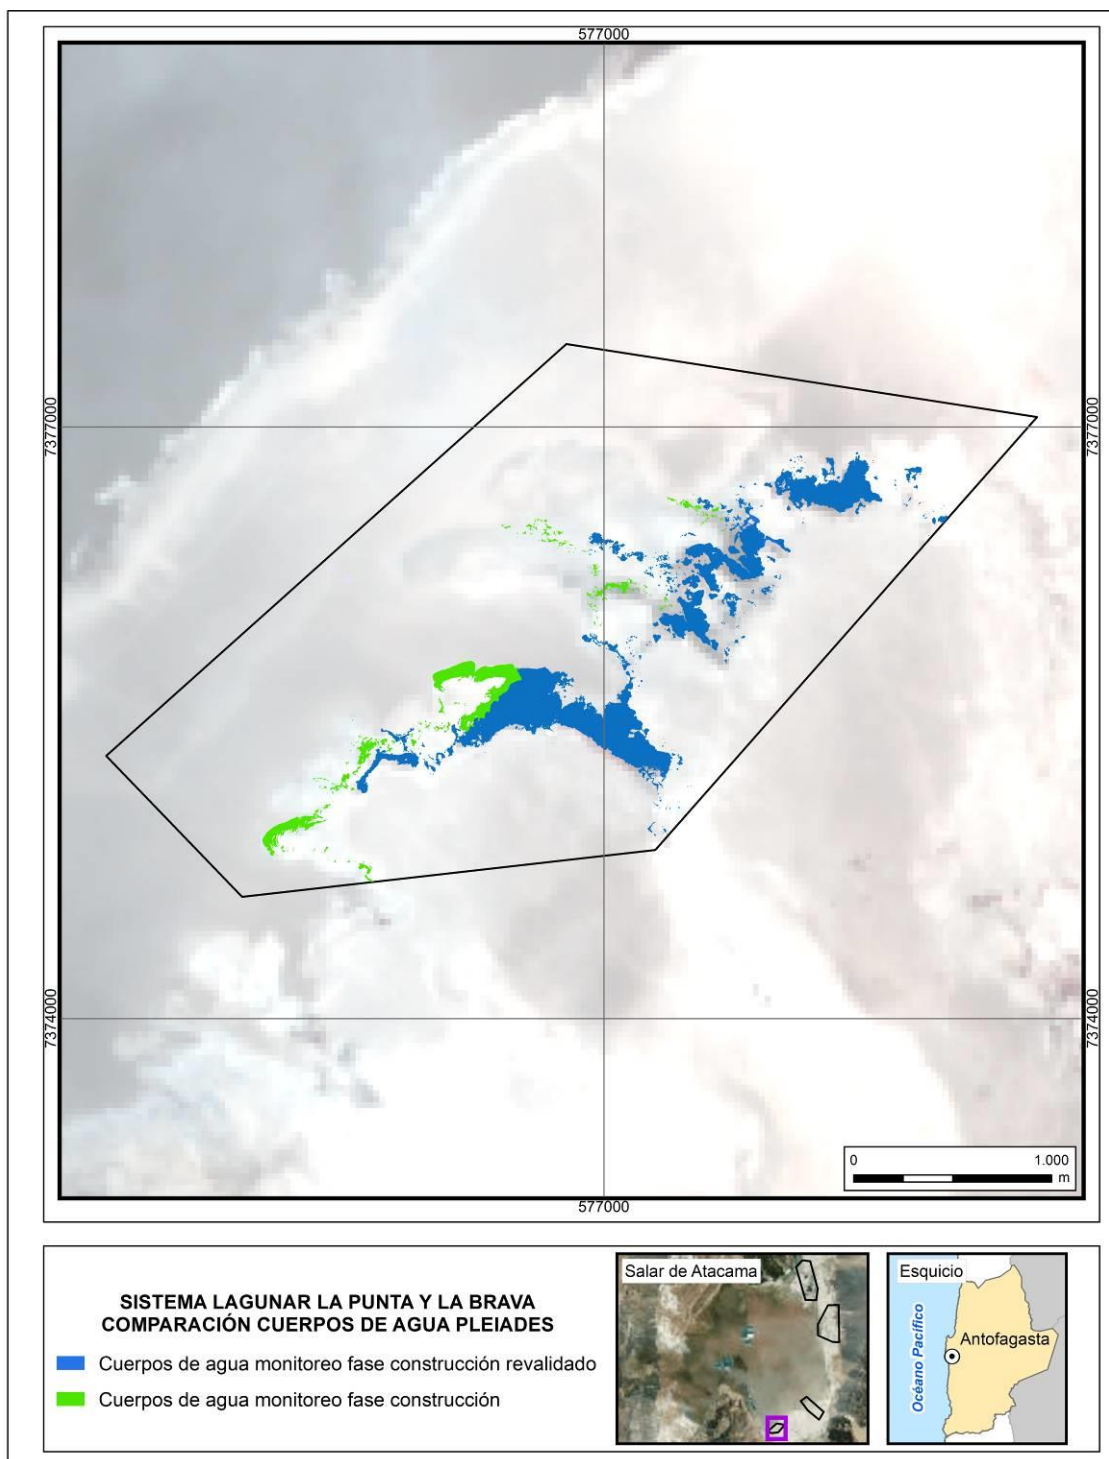 577000
7377000
7377000
7374000
7374000
0 1.000
m
577000
SISTEMA LAGUNAR LA PUNTA Y LA BRAVA
COMPARACIÓN CUERPOS DE AGUA PLEIADES
Cuerpos de agua monitoreo fase construcción revalidado
Cuerpos de agua monitoreo fase construcción
Salar de Atacama
Esquicio
Océano Pacífico
Antofagasta